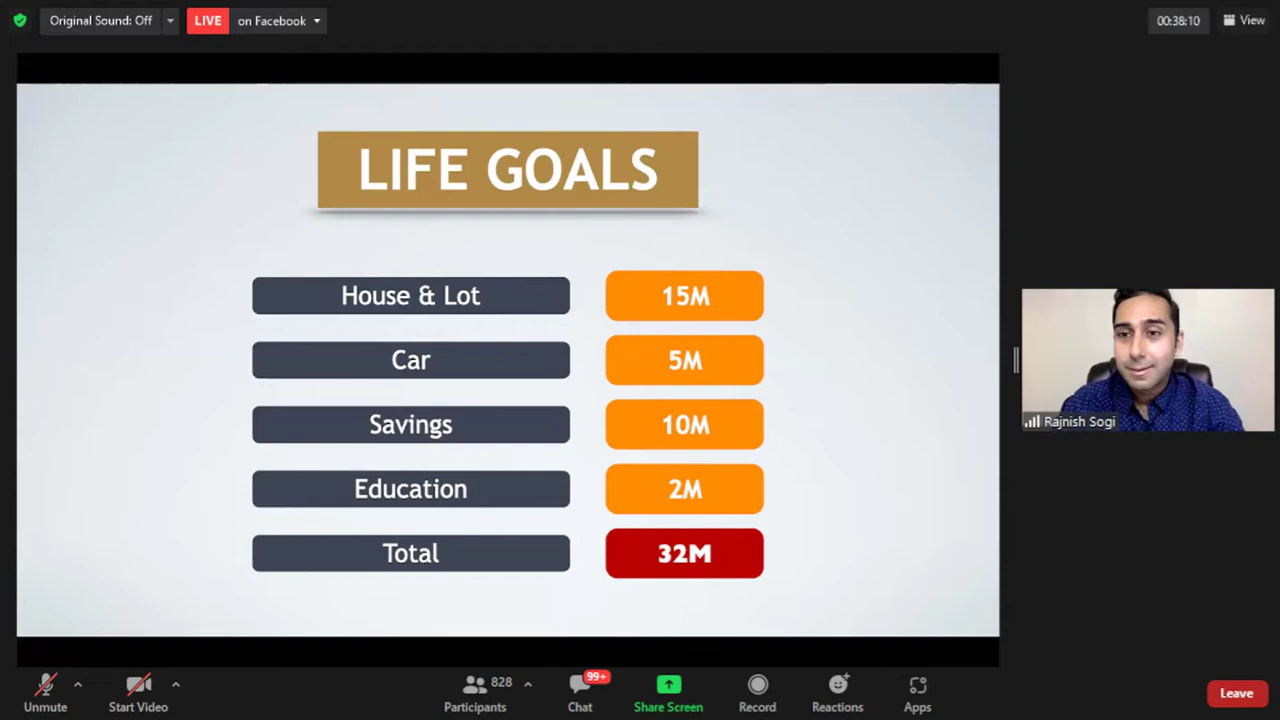 Original Sound: Off
LIVE
on Facebook
00:38:10
View
LIFE GOALS
House & Lot
15M
Car
5M
Savings
10M
Education
2M
Total
32M
Rajnish Sogi
828
99+
Unmute
Start Video
Participants
Chat
Share Screen
Record
Reactions
Apps
Leave